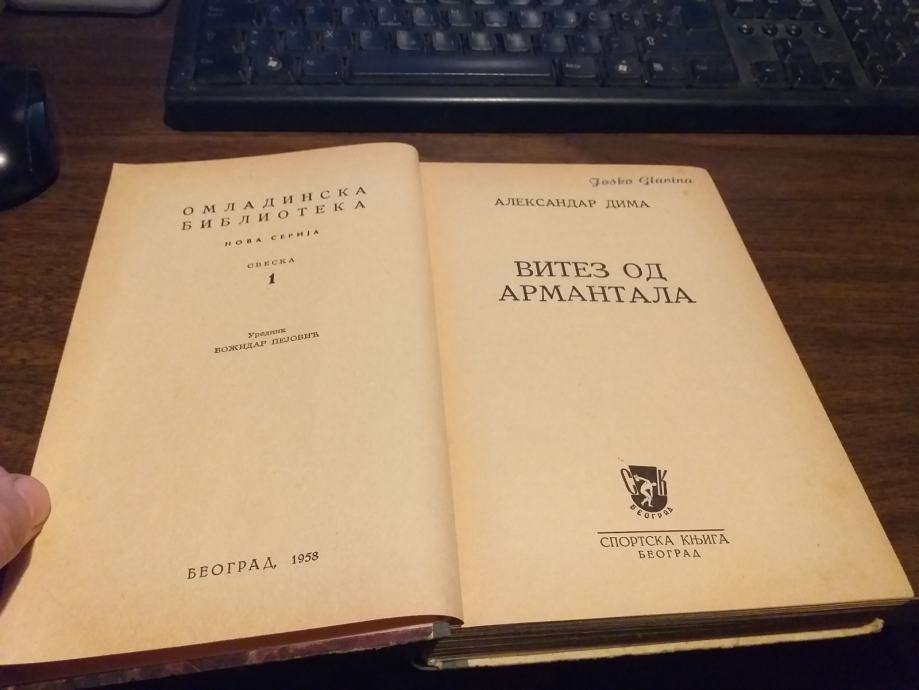 ОМЛАДИНСКА
БИБЛИОТЕКА
НОВА СЕРИЈА
СВЕСКА
1
Уредник
БОЖИДАР ПЕЈОВИЋ
БЕОГРАД, 1958
Joško Glavina
АЛЕКСАНДАР ДИМА
ВИТЕЗ ОД
АРМАНТАЛА
С К
БЕОГРАД
СПОРТСКА КЊИГА
БЕОГРАД